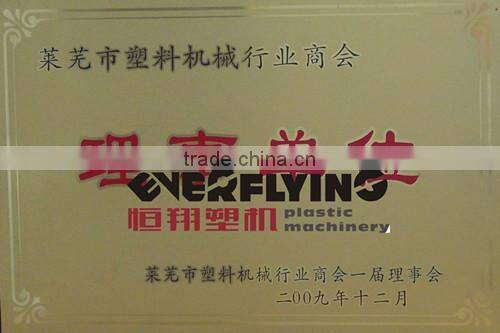 莱芜市塑料机械行业商会
理事单位
trade.china.cn
EVERFLYING
恒翔塑机 plastic machinery
莱芜市塑料机械行业商会一届理事会
二00九年十二月